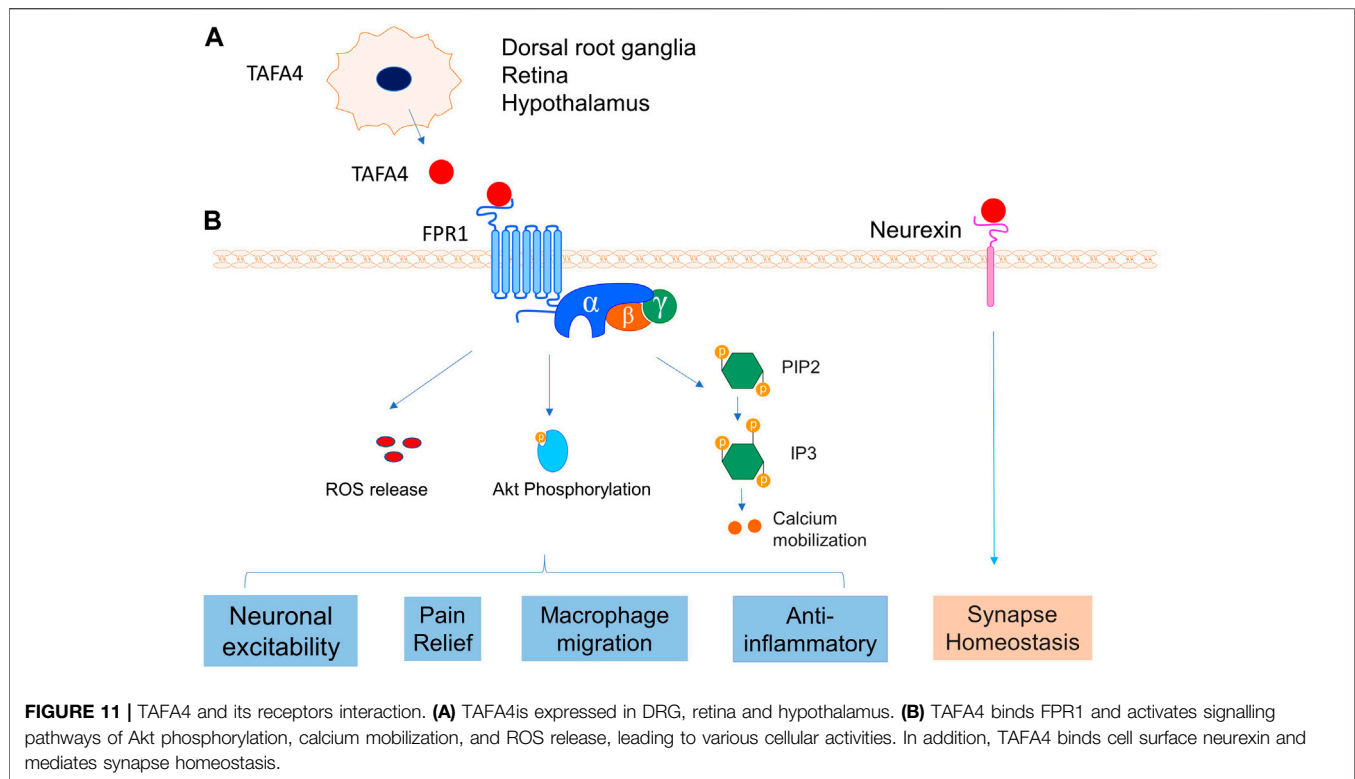 A
TAFA4
Dorsal root ganglia
Retina
Hypothalamus
TAFA4
B
FPR1
Neurexin
α
β
γ
p
PIP2
p
p
p
IP3
p
p
p
ROS release
Akt Phosphorylation
Calcium
mobilization
Neuronal
excitability
Pain
Relief
Macrophage
migration
Anti-
inflammatory
Synapse
Homeostasis
FIGURE 11 | TAFA4 and its receptors interaction. (A) TAFA4is expressed in DRG, retina and hypothalamus. (B) TAFA4 binds FPR1 and activates signalling
pathways of Akt phosphorylation, calcium mobilization, and ROS release, leading to various cellular activities. In addition, TAFA4 binds cell surface neurexin and
mediates synapse homeostasis.